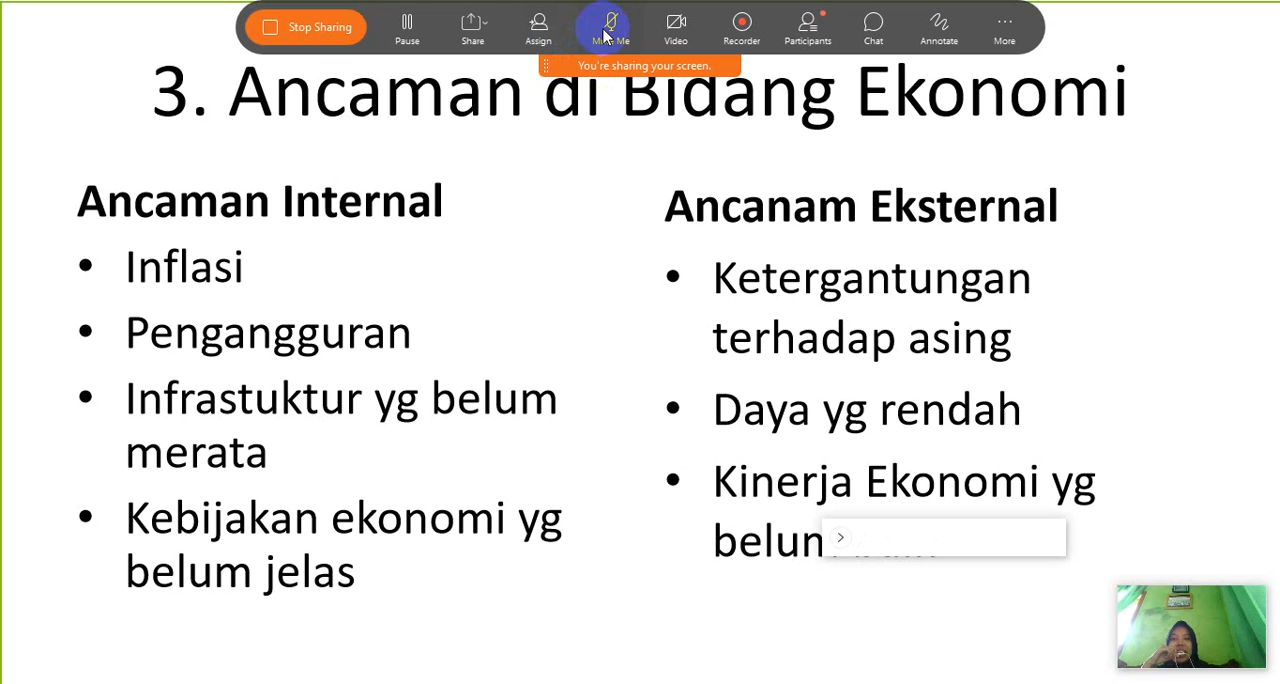 Stop Sharing
Pause
Share
Assign
Me
Video
Recorder
Participants
Chat
Annotate
More
You're sharing your screen.
3. Ancaman di Bidang Ekonomi
Ancaman Internal
• Inflasi
• Pengangguran
• Infrastuktur yg belum
merata
• Kebijakan ekonomi yg
belum jelas
Ancanam Eksternal
• Ketergantungan
terhadap asing
• Daya yg rendah
• Kinerja Ekonomi yg